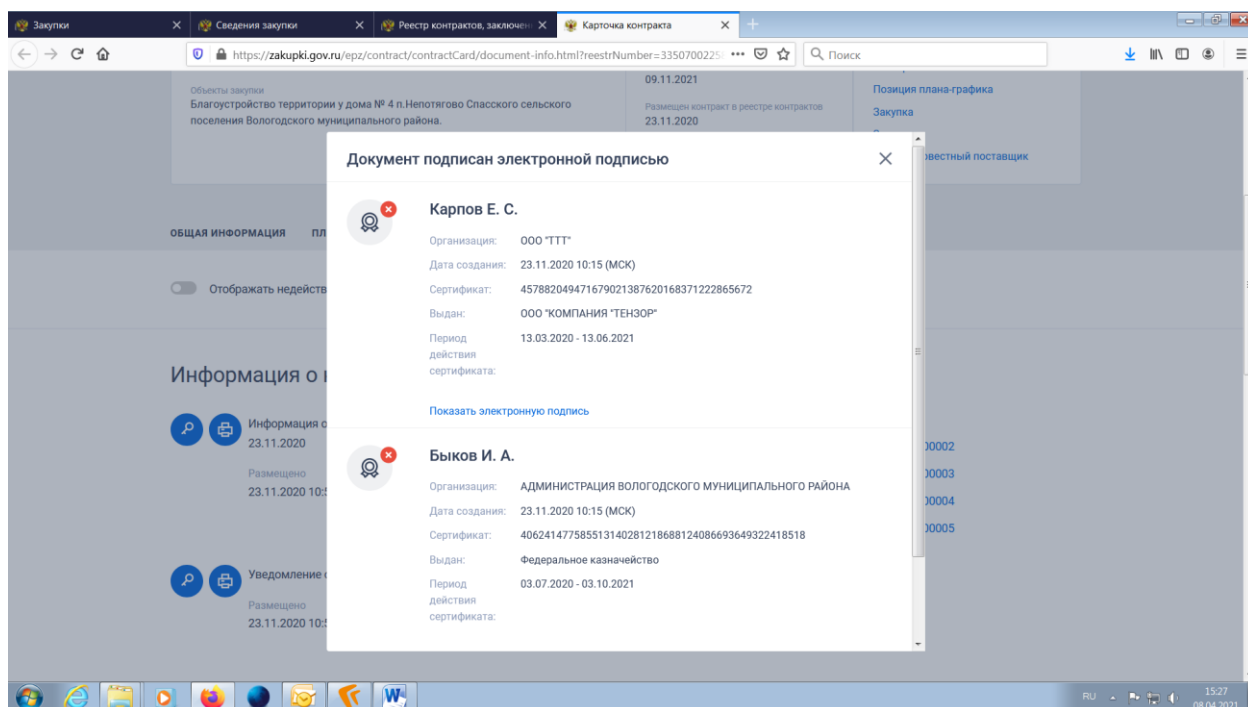 Закупки
Сведения закупки
Реестр контрактов, заключен
Карточка контракта
https://zakupki.gov.ru/epz/contract/contractCard/document-info.html?reestrNumber=3350700225
Поиск
09.11.2021
Объекты закупки
Благоустройство территории у дома № 4 п.Непотягово Спасского сельского
поселения Вологодского муниципального района.
Размещен контракт в реестре контрактов
23.11.2020
Позиция плана-графика
Закупка
поставщик
Документ подписан электронной подписью
Карпов Е. С.
Организация: ООО "ТТТ"
Дата создания: 23.11.2020 10:15 (МСК)
Сертификат: 457882049471679021387620168371222865672
Выдан: ООО "КОМПАНИЯ "ТЕНЗОР"
Период 13.03.2020 - 13.06.2021
действия
сертификата:
Показать электронную подпись
Быков И. А.
Организация: АДМИНИСТРАЦИЯ ВОЛОГОДСКОГО МУНИЦИПАЛЬНОГО РАЙОНА
Дата создания: 23.11.2020 10:15 (МСК)
Сертификат: 406241477585513140281218688124086693649322418518
Выдан: Федеральное казначейство
Период 03.07.2020 - 03.10.2021
действия
сертификата:
ОБЩАЯ ИНФОРМАЦИЯ
ПЛ
Отображать недейств
Информация о
Информация о
23.11.2020
Размещено
23.11.2020 10:5
Уведомление
Размещено
23.11.2020 10:5
00002
00003
00004
00005
RU
15:27
08.04.2021